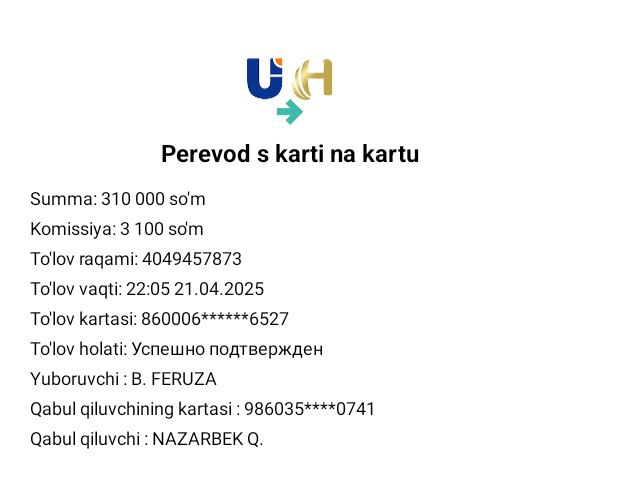 Perevod s karti na kartu
Summa: 310 000 so'm
Komissiya: 3 100 so'm
To'lov raqami: 4049457873
To'lov vaqti: 22:05 21.04.2025
To'lov kartasi: 860006******6527
To'lov holati: Успешно подтвержден
Yuboruvchi : B. FERUZA
Qabul qiluvchining kartasi : 986035****0741
Qabul qiluvchi : NAZARBEK Q.